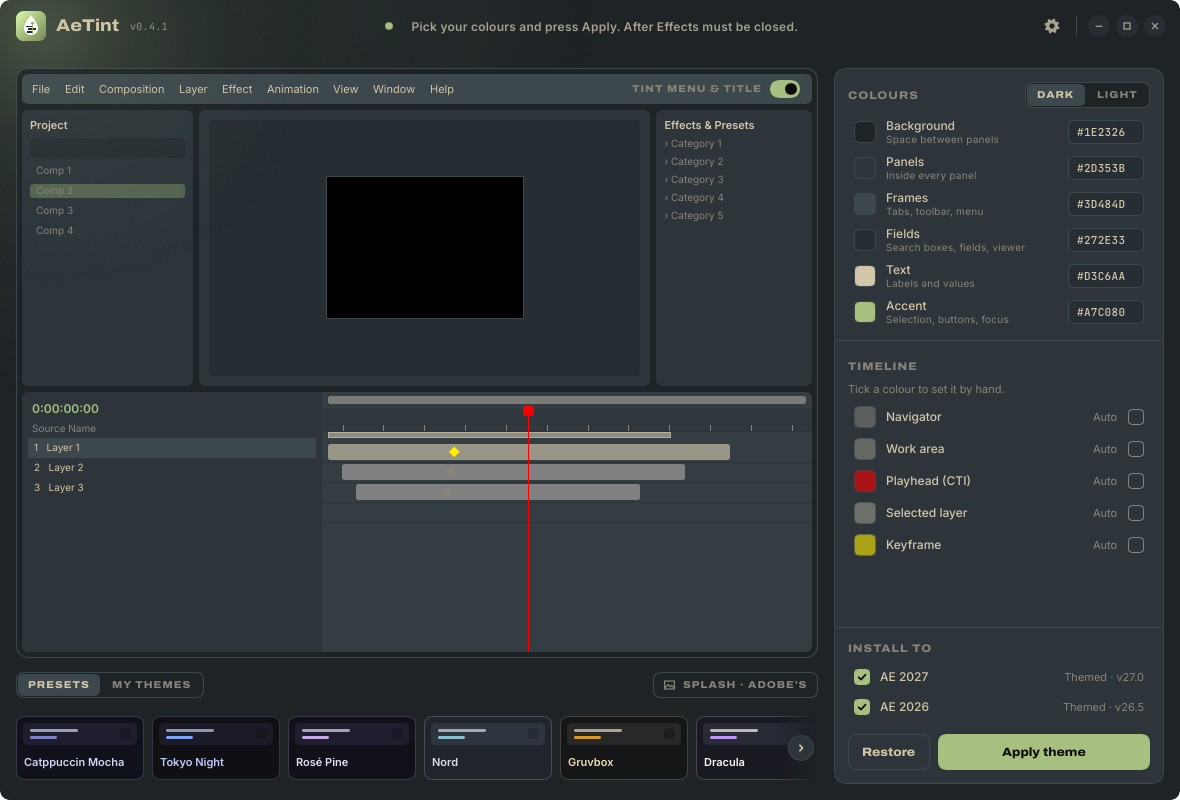 AeTint v0.4.1
Pick your colours and press Apply. After Effects must be closed.
File Edit Composition Layer Effect Animation View Window Help
TINT MENU & TITLE
Project
Comp 1
Comp 2
Comp 3
Comp 4
Effects & Presets
› Category 1
› Category 2
› Category 3
› Category 4
› Category 5
0:00:00:00
Source Name
1 Layer 1
2 Layer 2
3 Layer 3
PRESETS MY THEMES
SPLASH · ADOBE'S
Catppuccin Mocha
Tokyo Night
Rosé Pine
Nord
Gruvbox
Dracula
COLOURS
DARK LIGHT
Background
Space between panels
#1E2326
Panels
Inside every panel
#2D353B
Frames
Tabs, toolbar, menu
#3D484D
Fields
Search boxes, fields, viewer
#272E33
Text
Labels and values
#D3C6AA
Accent
Selection, buttons, focus
#A7C080
TIMELINE
Tick a colour to set it by hand.
Navigator Auto
Work area Auto
Playhead (CTI) Auto
Selected layer Auto
Keyframe Auto
INSTALL TO
AE 2027 Themed · v27.0
AE 2026 Themed · v26.5
Restore
Apply theme